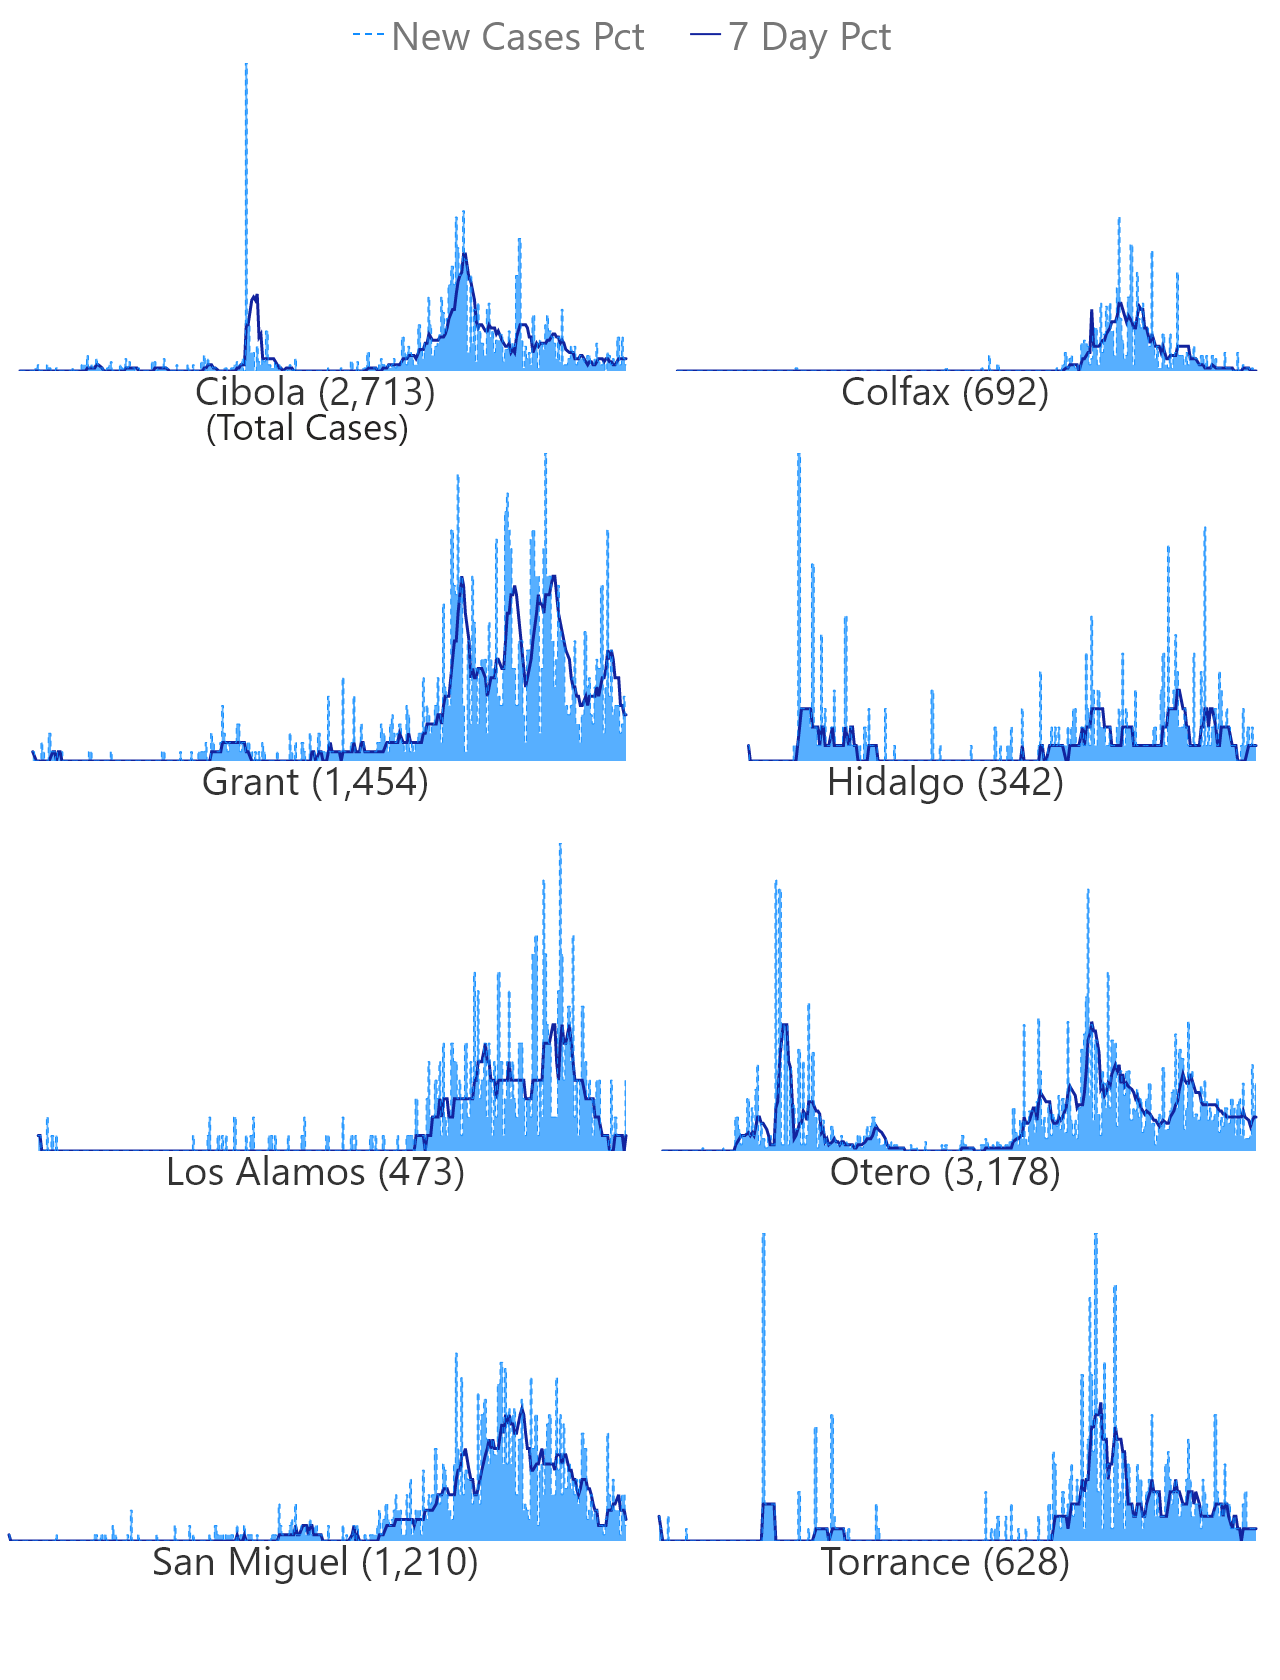 New Cases Pct 7 Day Pct
Cibola (2,713) Colfax (692)
(Total Cases)
Grant (1,454) Hidalgo (342)
Los Alamos (473) Otero (3,178)
San Miguel (1,210) Torrance (628)